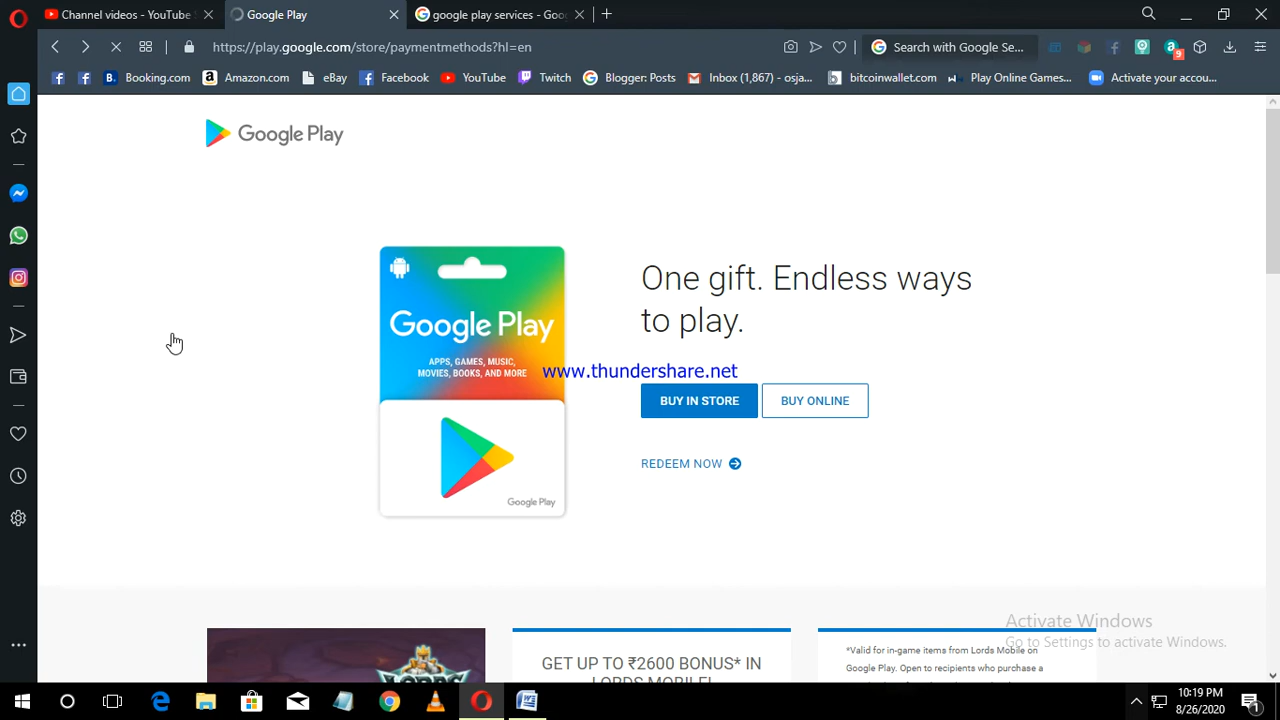 Channel videos - YouTube
Google Play
google play services - Goo
https://play.google.com/store/paymentmethods?hl=en
Search with Google Se...
9
Booking.com
Amazon.com
eBay
Facebook
YouTube
Twitch
Blogger: Posts
Inbox (1,867) - osja...
bitcoinwallet.com
Play Online Games...
Activate your accou...
Google Play
Google Play
APPS, GAMES, MUSIC,
MOVIES, BOOKS, AND MORE
Google Play
One gift. Endless ways
to play.
www.thundershare.net
BUY IN STORE
BUY ONLINE
REDEEM NOW
GET UP TO ₹2600 BONUS* IN
LORDS MOBILE!
*Valid for in-game items from Lords Mobile on
Google Play. Open to recipients who purchase a
LORDS
Activate Windows
Go to Settings to activate Windows.
10:19 PM
8/26/2020
1